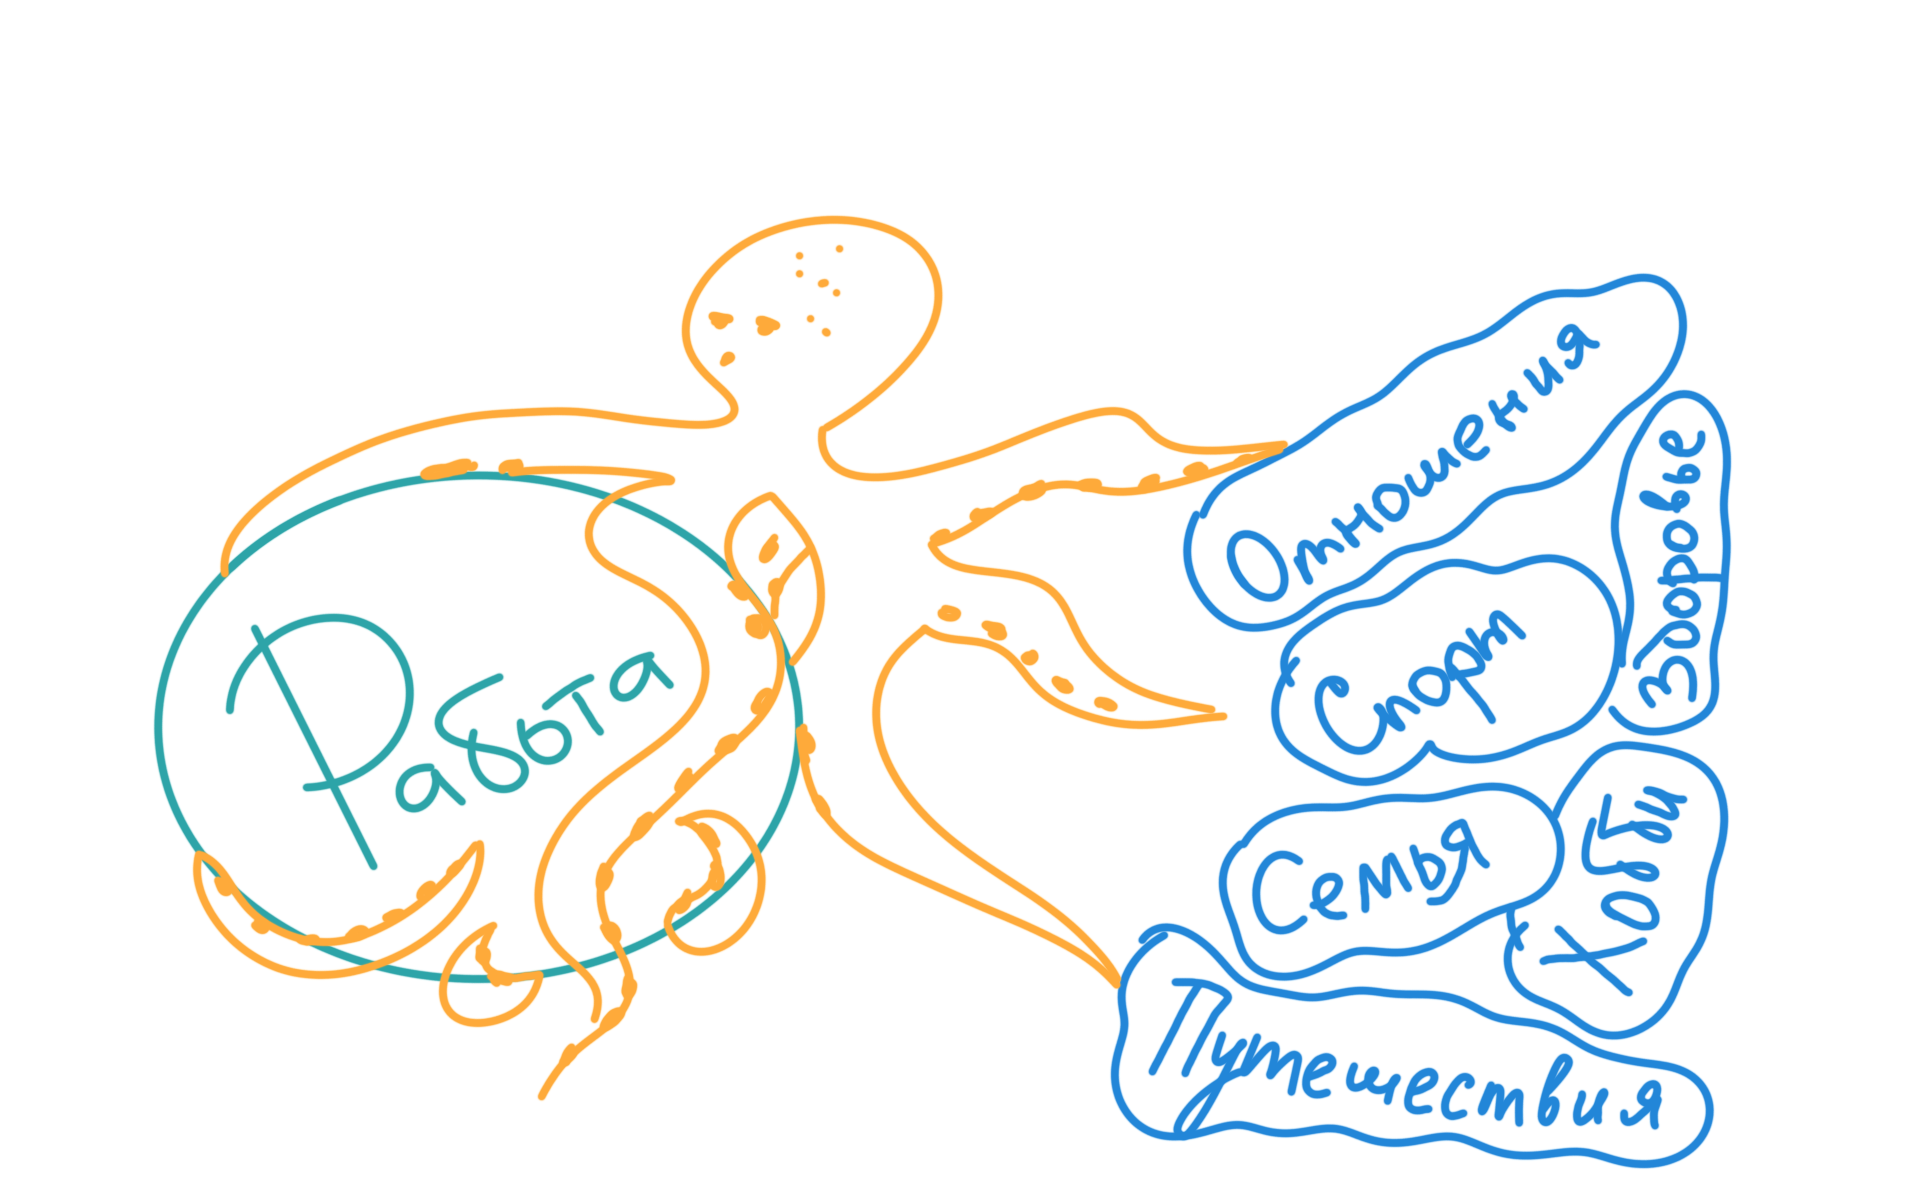 Работа
Отношения
Здоровье
Спорт
Семья
Хобби
Путешествия